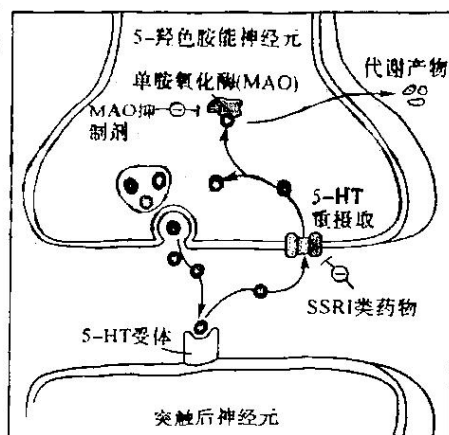 5-羟色胺能神经元
单胺氧化酶(MAO)
代谢产物
MAO抑
制剂
5-HT
重摄取
SSRI类药物
5-HT受体
突触后神经元